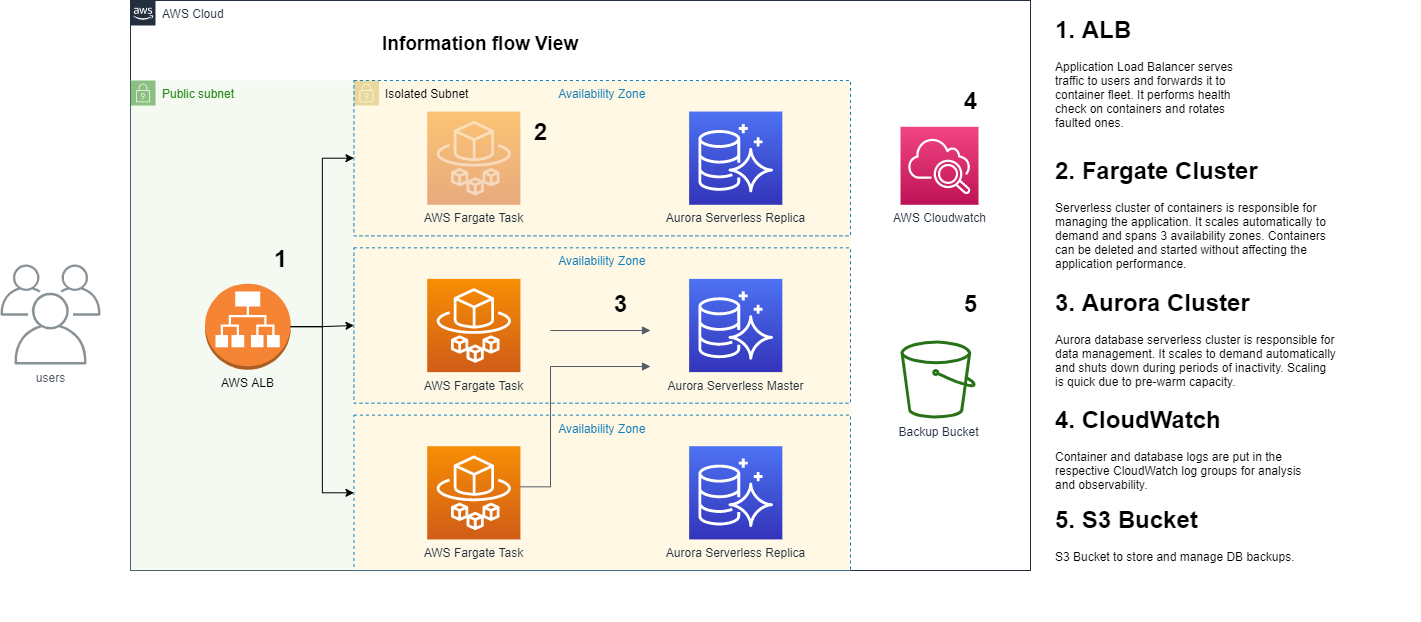 aws
AWS Cloud
Information flow View
Public subnet
Isolated Subnet
Availability Zone
2
AWS Fargate Task
Aurora Serverless Replica
4
AWS Cloudwatch
1
AWS ALB
users
Availability Zone
3
AWS Fargate Task
Aurora Serverless Master
5
Backup Bucket
Availability Zone
AWS Fargate Task
Aurora Serverless Replica
1. ALB
Application Load Balancer serves
traffic to users and forwards it to
container fleet. It performs health
check on containers and rotates
faulted ones.
2. Fargate Cluster
Serverless cluster of containers is responsible for
managing the application. It scales automatically to
demand and spans 3 availability zones. Containers
can be deleted and started without affecting the
application performance.
3. Aurora Cluster
Aurora database serverless cluster is responsible for
data management. It scales to demand automatically
and shuts down during periods of inactivity. Scaling
is quick due to pre-warm capacity.
4. CloudWatch
Container and database logs are put in the
respective CloudWatch log groups for analysis
and observability.
5. S3 Bucket
S3 Bucket to store and manage DB backups.